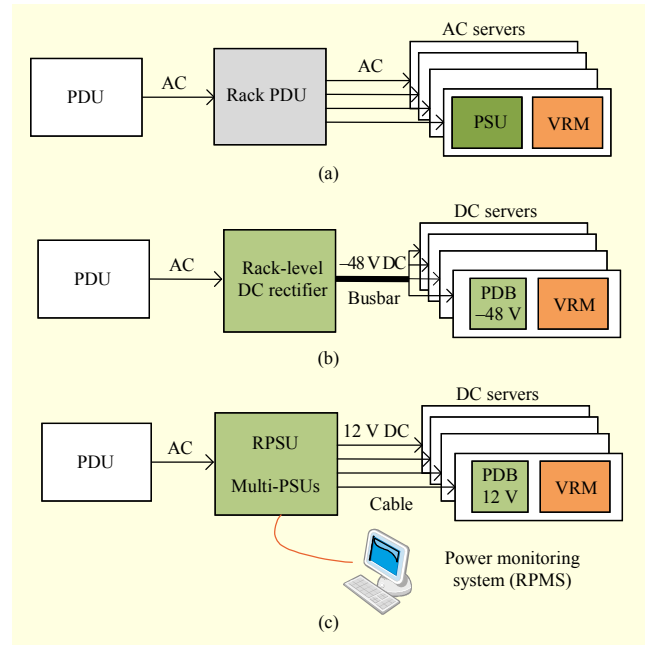 AC servers
PDU
AC
Rack PDU
AC
PSU
VRM
(a)
DC servers
PDU
AC
Rack-level
DC rectifier
–48 V DC
Busbar
PDB
–48 V
VRM
(b)
DC servers
PDU
AC
RPSU
Multi-PSUs
12 V DC
Cable
PDB
12 V
VRM
Power monitoring
system (RPMS)
(c)